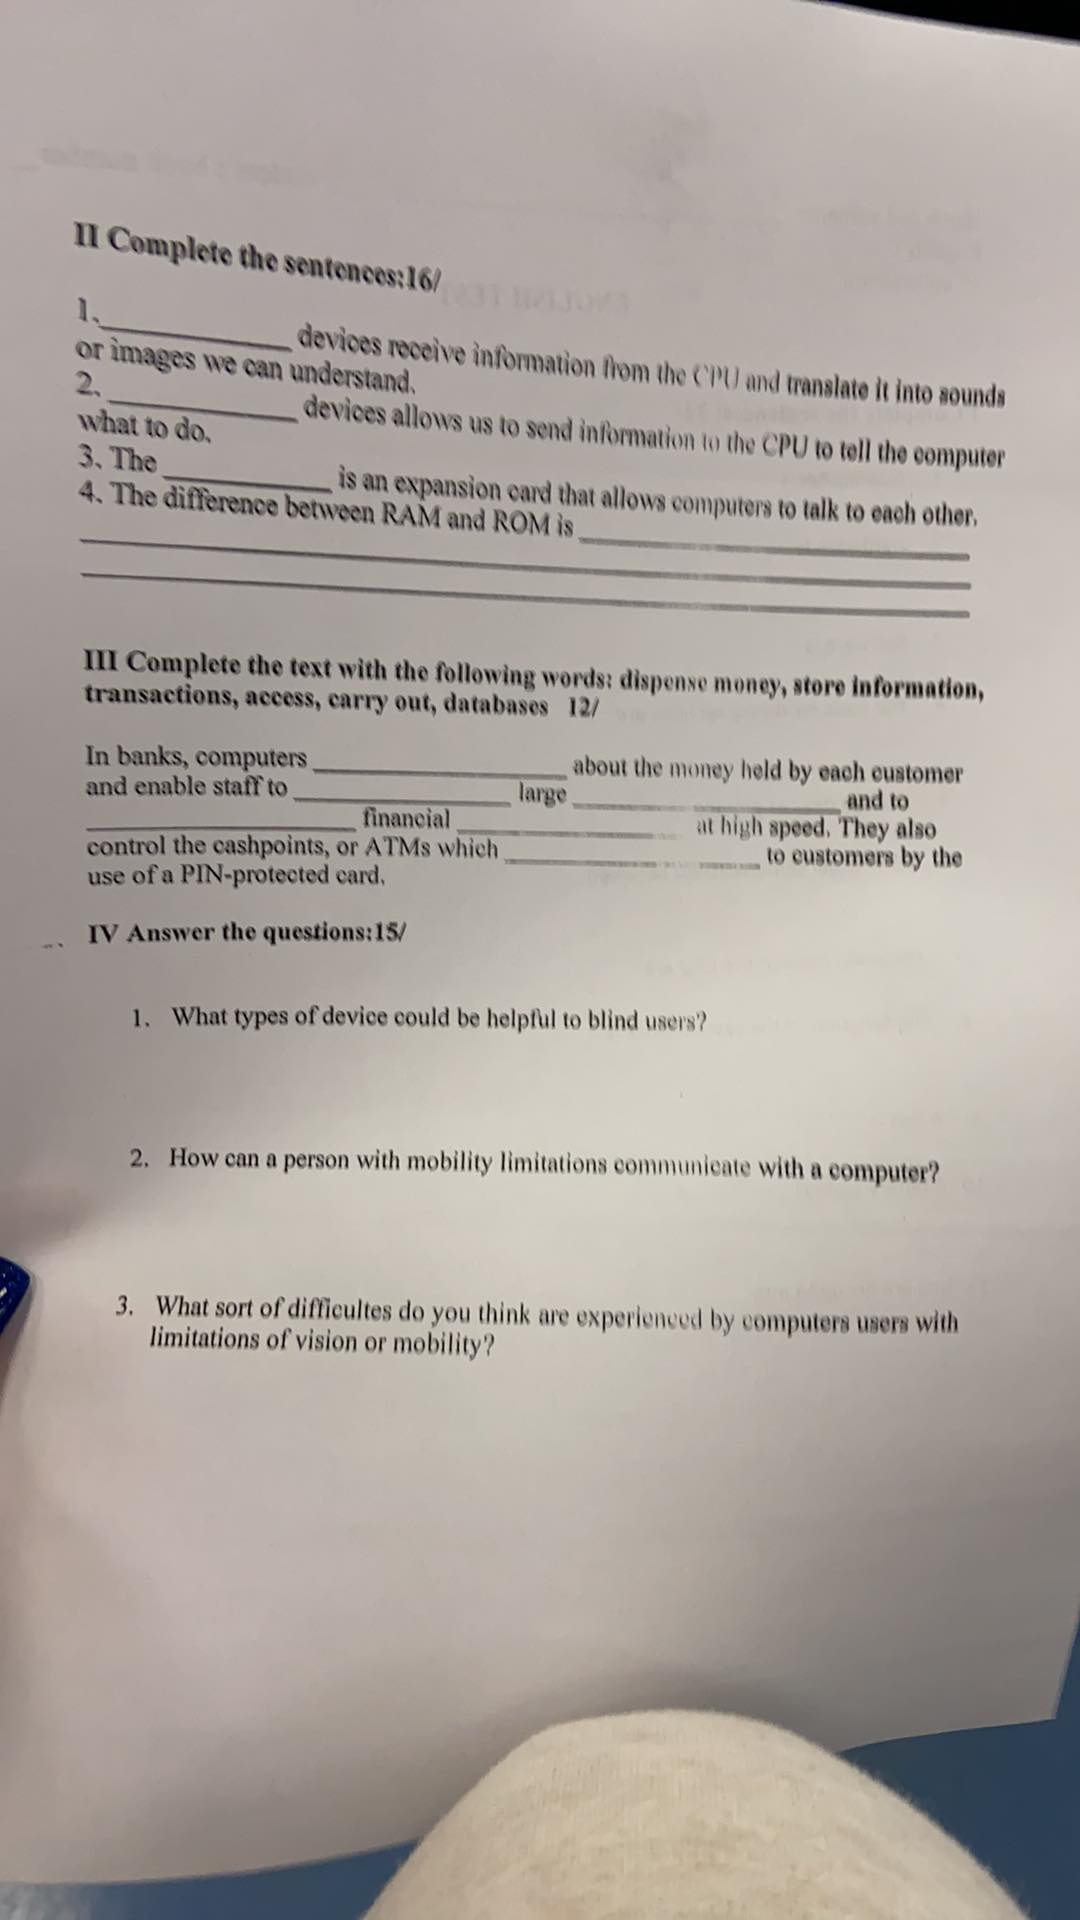 II Complete the sentences:16/
1.____________ devices receive information from the CPU and translate it into sounds
or images we can understand.
2. ____________ devices allows us to send information to the CPU to tell the computer
what to do.
3. The ____________ is an expansion card that allows computers to talk to each other.
4. The difference between RAM and ROM is ____________
III Complete the text with the following words: dispense money, store information,
transactions, access, carry out, databases 12/
In banks, computers ____________ about the money held by each customer
and enable staff to ____________ large ____________ and to
____________ financial ____________ at high speed. They also
control the cashpoints, or ATMs which ____________ to customers by the
use of a PIN-protected card.
IV Answer the questions:15/
1. What types of device could be helpful to blind users?
2. How can a person with mobility limitations communicate with a computer?
3. What sort of difficultes do you think are experienced by computers users with
limitations of vision or mobility?